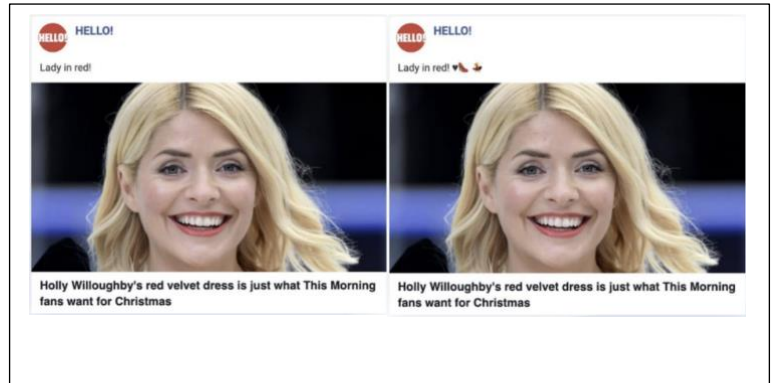 HELLO!
HELLO!
Lady in red!
Holly Willoughby's red velvet dress is just what This Morning
fans want for Christmas
HELLO!
HELLO!
Lady in red! ♥👠💃
Holly Willoughby's red velvet dress is just what This Morning
fans want for Christmas